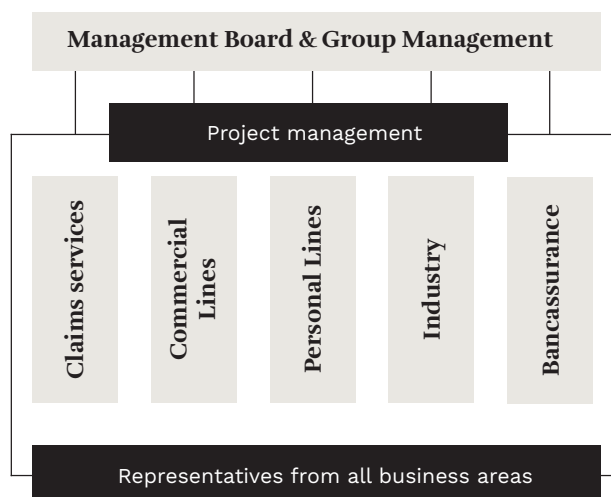 Management Board & Group Management
Project management
Claims services
Commercial
Lines
Personal Lines
Industry
Bancassurance
Representatives from all business areas